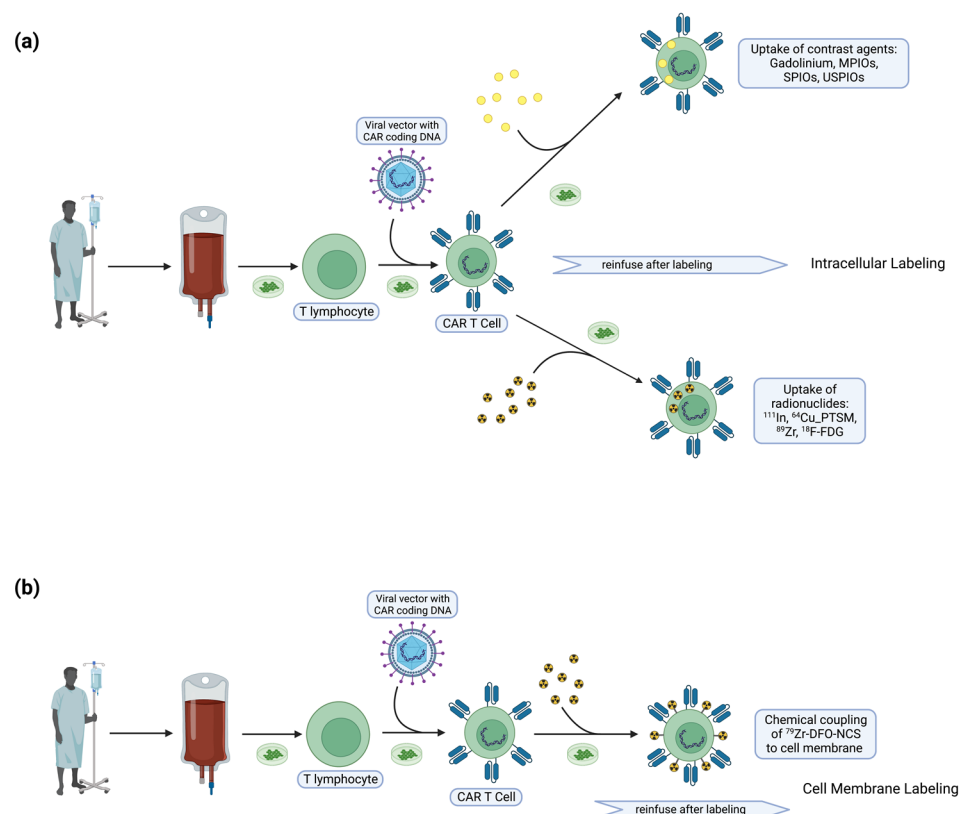 (a)
Uptake of contrast agents:
Gadolinium, MPIOs,
SPIOs, USPIOs
Viral vector with
CAR coding DNA
T lymphocyte
CAR T Cell
reinfuse after labeling
Intracellular Labeling
Uptake of
radionuclides:
¹¹¹In, ⁶⁴Cu_PTSM,
⁸⁹Zr, ¹⁸F-FDG
(b)
Viral vector with
CAR coding DNA
T lymphocyte
CAR T Cell
Chemical coupling
of ⁷⁹Zr-DFO-NCS
to cell membrane
Cell Membrane Labeling
reinfuse after labeling